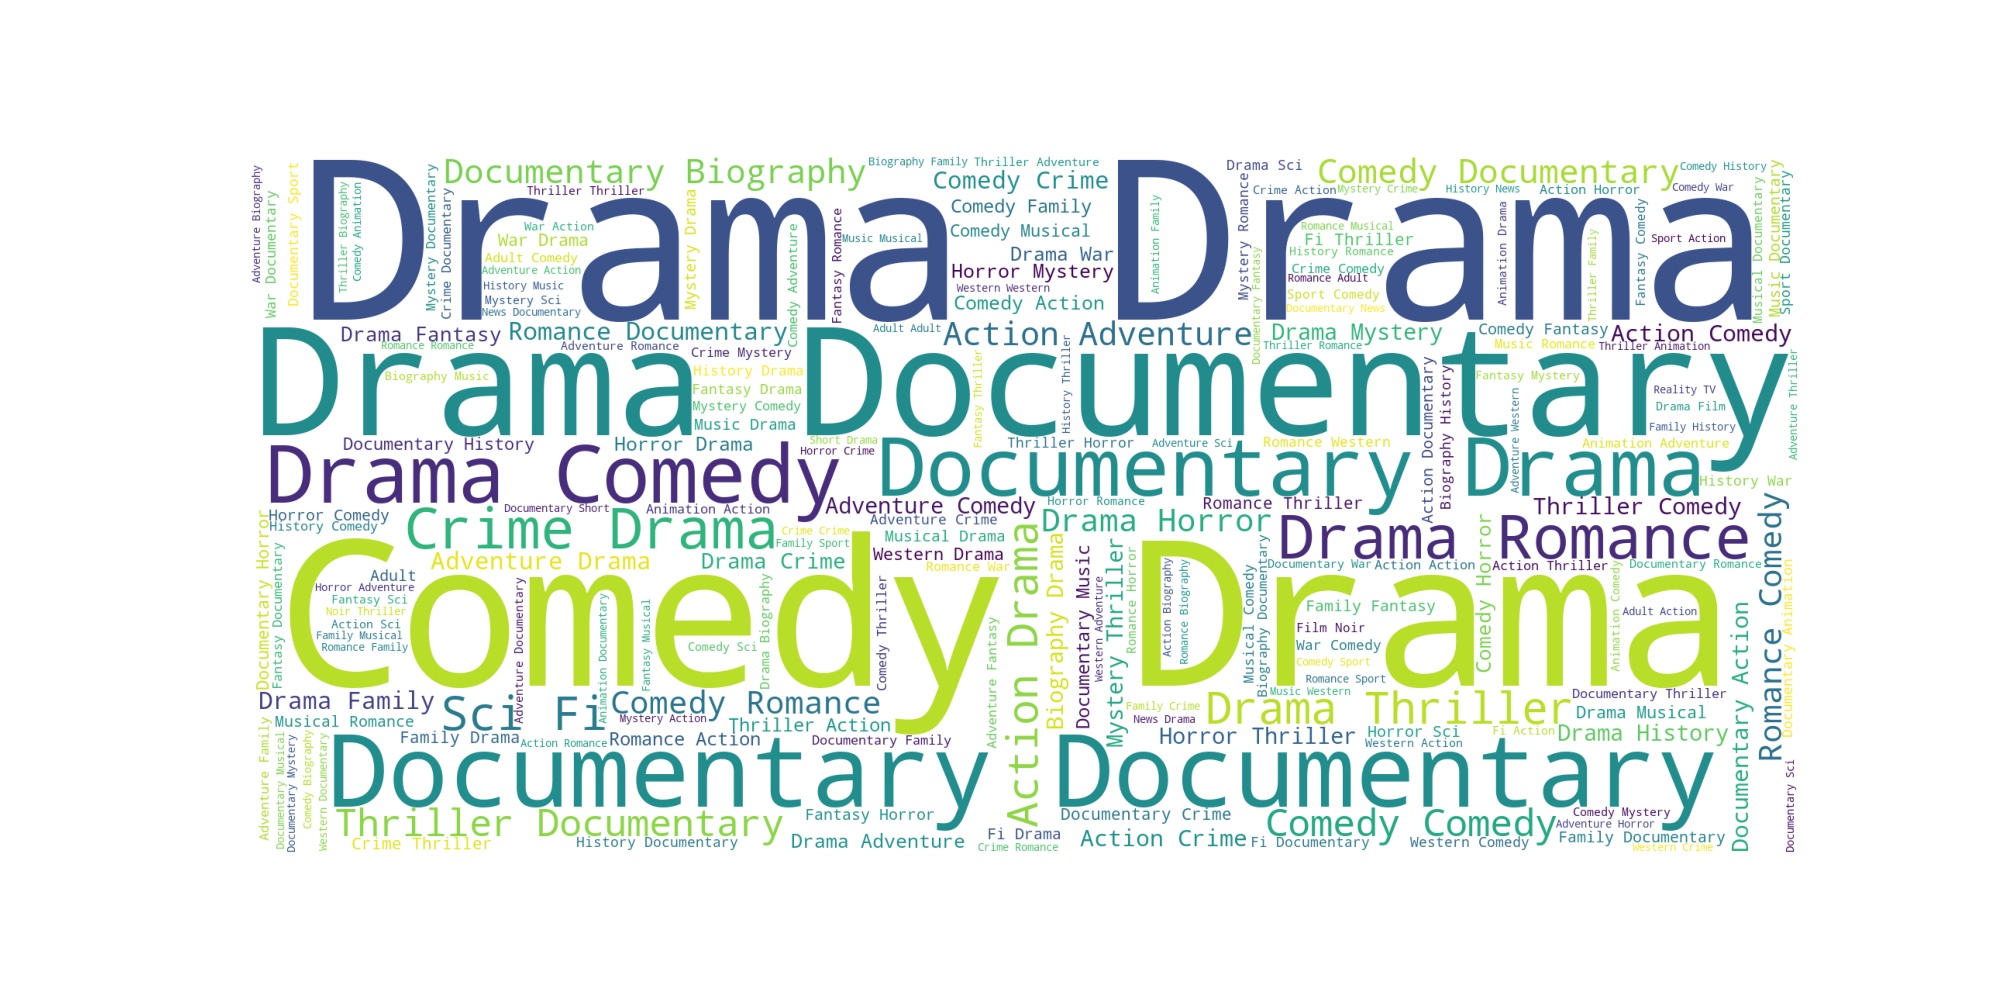 Drama Drama
Drama Documentary
Drama Comedy
Documentary Drama
Comedy Drama
Documentary Documentary
Crime Drama
Drama Romance
Sci Fi
Drama Thriller
Thriller Documentary
Comedy Comedy
Action Drama
Romance Comedy
Documentary Biography
Comedy Documentary
Comedy Crime
Comedy Family
Comedy Musical
Drama War
Horror Mystery
Western Western
Comedy Action
Biography Family
Thriller Adventure
Drama Sci
Crime Action
Mystery Crime
History News
Action Horror
Comedy History
Comedy War
Thriller Thriller
War Action
War Drama
Adult Comedy
Adventure Action
History Music
Mystery Sci
News Documentary
Music Musical
Romance Musical
Fi Thriller
History Romance
Crime Comedy
Romance Adult
Sport Comedy
Documentary News
Sport Action
Adventure Biography
War Documentary
Documentary Sport
Thriller Biography
Comedy Animation
Mystery Documentary
Crime Documentary
Mystery Drama
Comedy Adventure
Fantasy Romance
Animation Family
Mystery Romance
Documentary Fantasy
Animation Drama
Thriller Family
Fantasy Comedy
Musical Documentary
Music Documentary
Sport Documentary
Drama Fantasy
Romance Documentary
Adult Adult
Action Adventure
Drama Mystery
Comedy Fantasy
Action Comedy
Romance Romance
Adventure Romance
Crime Mystery
Thriller Romance
Music Romance
Thriller Animation
Biography Music
History Drama
Fantasy Drama
Mystery Comedy
Music Drama
Fantasy Thriller
History Thriller
Fantasy Mystery
Reality TV
Drama Film
Family History
Adventure Thriller
Documentary History
Horror Drama
Short Drama
Horror Crime
Thriller Horror
Adventure Sci
Romance Western
Action Documentary
Biography History
Adventure Western
Animation Adventure
History War
Documentary Short
Animation Action
Adventure Comedy
Horror Romance
Romance Thriller
Thriller Comedy
Horror Comedy
History Comedy
Crime Crime
Family Sport
Adventure Crime
Musical Drama
Western Drama
Romance War
Drama Horror
Adventure Drama
Drama Crime
Documentary War
Action Action
Action Thriller
Documentary Romance
Documentary Horror
Fantasy Documentary
Adult
Horror Adventure
Fantasy Sci
Noir Thriller
Action Sci
Family Musical
Romance Family
Adventure Documentary
Animation Documentary
Fantasy Musical
Comedy Sci
Drama Biography
Comedy Thriller
Adventure Fantasy
Biography Drama
Documentary Music
Western Adventure
Mystery Thriller
Romance Horror
Action Biography
Romance Biography
Musical Comedy
Biography Documentary
Family Fantasy
Film Noir
War Comedy
Comedy Sport
Romance Sport
Music Western
Comedy Horror
Animation Comedy
Adult Action
Documentary Action
Documentary Animation
Drama Family
Comedy Romance
Musical Romance
Mystery Action
Thriller Action
Family Crime
News Drama
Documentary Thriller
Drama Musical
Family Drama
Action Romance
Romance Action
Documentary Family
Horror Thriller
Horror Sci
Western Action
Fi Action
Drama History
Adventure Family
Documentary Musical
Documentary Mystery
Comedy Biography
Western Documentary
Documentary Sci
Fantasy Horror
Documentary Crime
Comedy Mystery
Adventure Horror
Crime Thriller
History Documentary
Drama Adventure
Fi Drama
Crime Romance
Action Crime
Fi Documentary
Western Comedy
Family Documentary
Western Crime